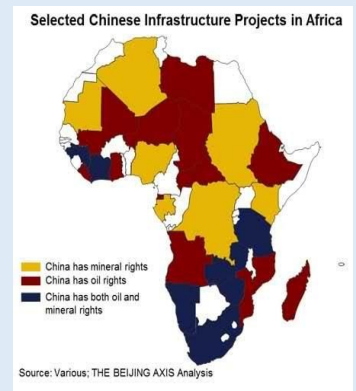 Selected Chinese Infrastructure Projects in Africa
China has mineral rights
China has oil rights
China has both oil and
mineral rights
Source: Various; THE BEIJING AXIS Analysis